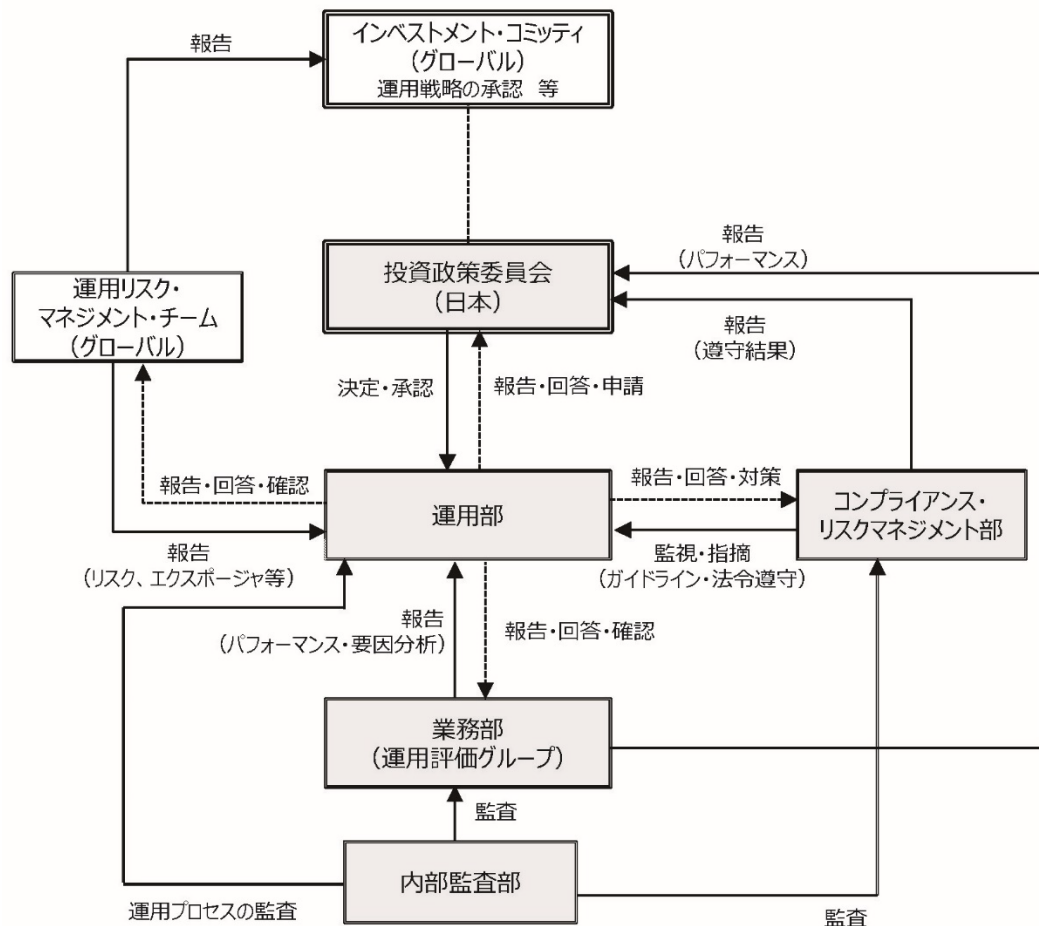 インベストメント・コミッティ
(グローバル)
運用戦略の承認 等
報告
報告
(パフォーマンス)
投資政策委員会
(日本)
運用リスク・
マネジメント・チーム
(グローバル)
報告
(遵守結果)
決定・承認
報告・回答・申請
報告・回答・確認
運用部
報告・回答・対策
コンプライアンス・
リスクマネジメント部
報告
(リスク、エクスポージャ等)
監視・指摘
(ガイドライン・法令遵守)
報告
(パフォーマンス・要因分析)
報告・回答・確認
業務部
(運用評価グループ)
監査
内部監査部
運用プロセスの監査
監査